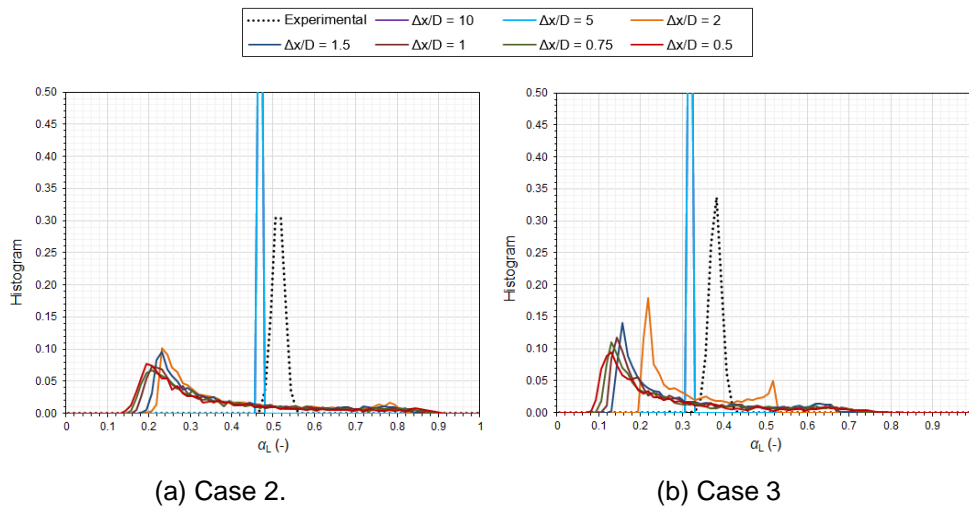 Experimental Δx/D = 10 Δx/D = 5 Δx/D = 2
Δx/D = 1.5 Δx/D = 1 Δx/D = 0.75 Δx/D = 0.5
0.50 0.50
0.45 0.45
0.40 0.40
0.35 0.35
0.30 0.30
0.25 0.25
0.20 0.20
0.15 0.15
0.10 0.10
0.05 0.05
0.00 0.00
Histogram Histogram
0 0.1 0.2 0.3 0.4 0.5 0.6 0.7 0.8 0.9 1 0 0.1 0.2 0.3 0.4 0.5 0.6 0.7 0.8 0.9
αL (-) αL (-)
(a) Case 2. (b) Case 3